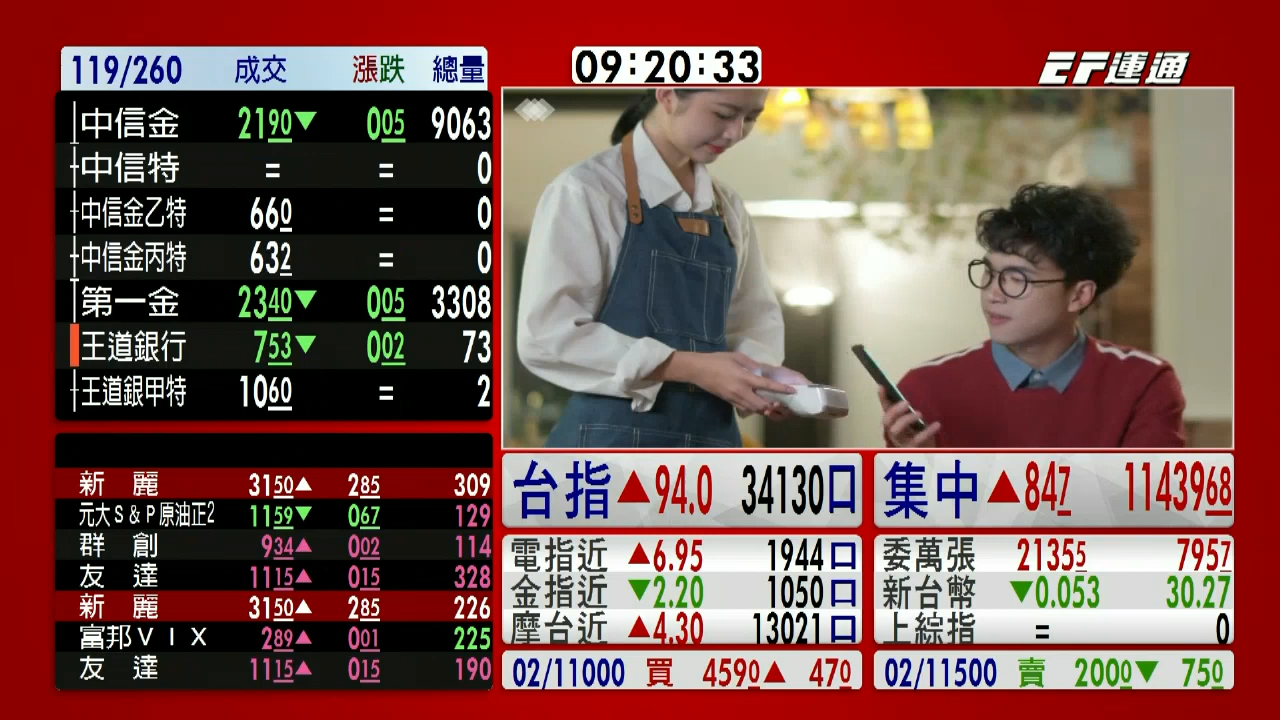 119/260 成交 漲跌 總量
中信金 2190▼ 005 9063
中信特 = = 0
中信金乙特 660 = 0
中信金丙特 632 = 0
第一金 2340▼ 005 3308
王道銀行 753▼ 002 73
王道銀甲特 1060 = 2
新麗 3150▲ 285 309
元大S&P原油正2 1159▼ 067 129
群創 934▲ 002 114
友達 1115▲ 015 328
新麗 3150▲ 285 226
富邦VIX 289▲ 001 225
友達 1115▲ 015 190
09:20:33
EF運通
台指▲94.0 34130口
電指近 ▲6.95 1944口
金指近 ▼2.20 1050口
摩台近 ▲4.30 13021口
02/11000 買 4590▲ 470
集中▲847 1143968
委萬張 21355 7957
新台幣 ▼0.053 30.27
上綜指 = 0
02/11500 賣 2000▼ 750